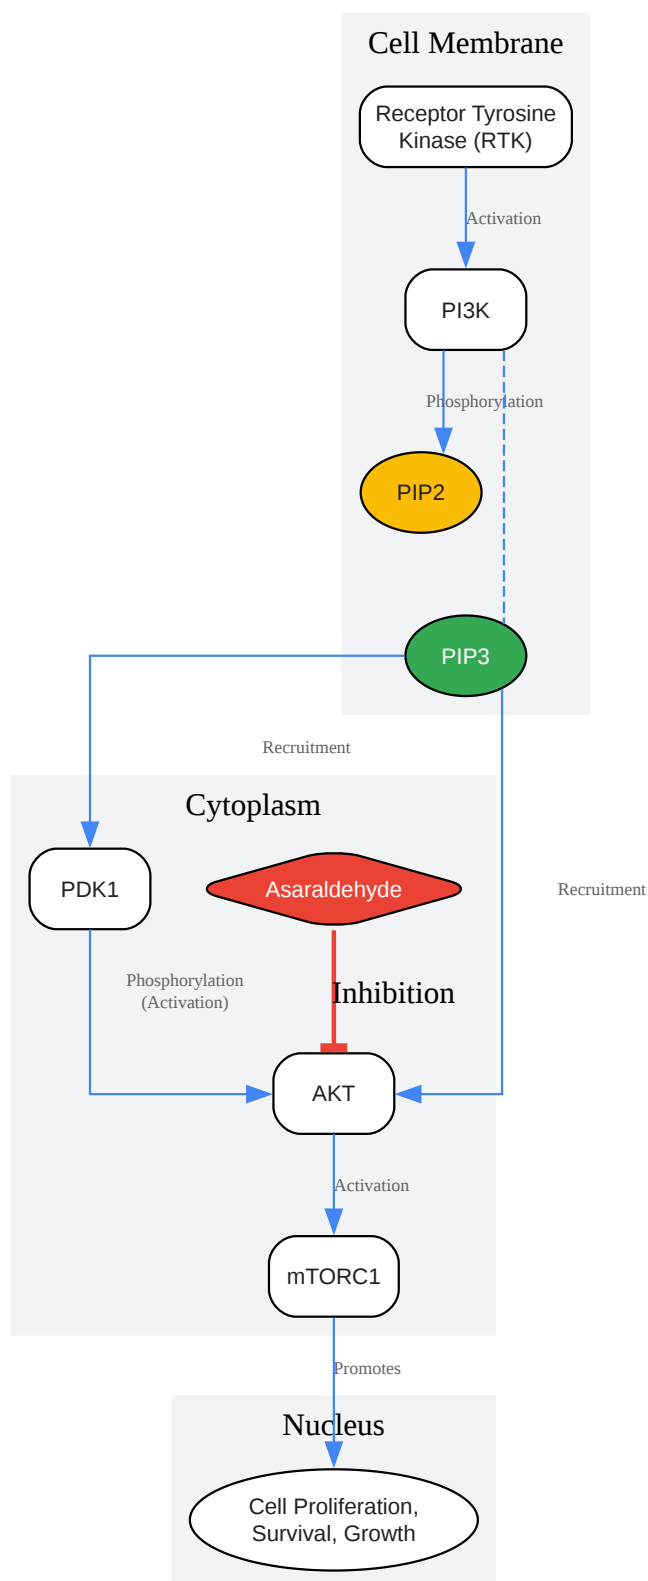 Cell Membrane
Receptor Tyrosine
Kinase (RTK)
Activation
PI3K
Phosphorylation
PIP2
PIP3
Recruitment
Cytoplasm
PDK1
Asaraldehyde
Recruitment
Phosphorylation
(Activation)
Inhibition
AKT
Activation
mTORC1
Promotes
Nucleus
Cell Proliferation,
Survival, Growth